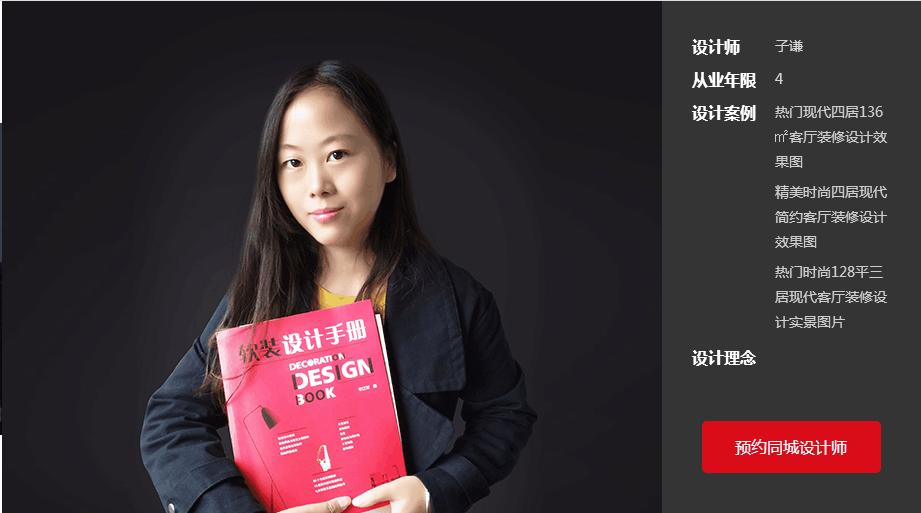 设计师
子谦
从业年限
4
设计案例
热门现代四居136
㎡客厅装修设计效
果图
精美时尚四居现代
简约客厅装修设计
效果图
热门时尚128平三
居现代客厅装修设
计实景图片
设计理念
预约同城设计师
软装设计手册
DECORATION
DESIGN
BOOK